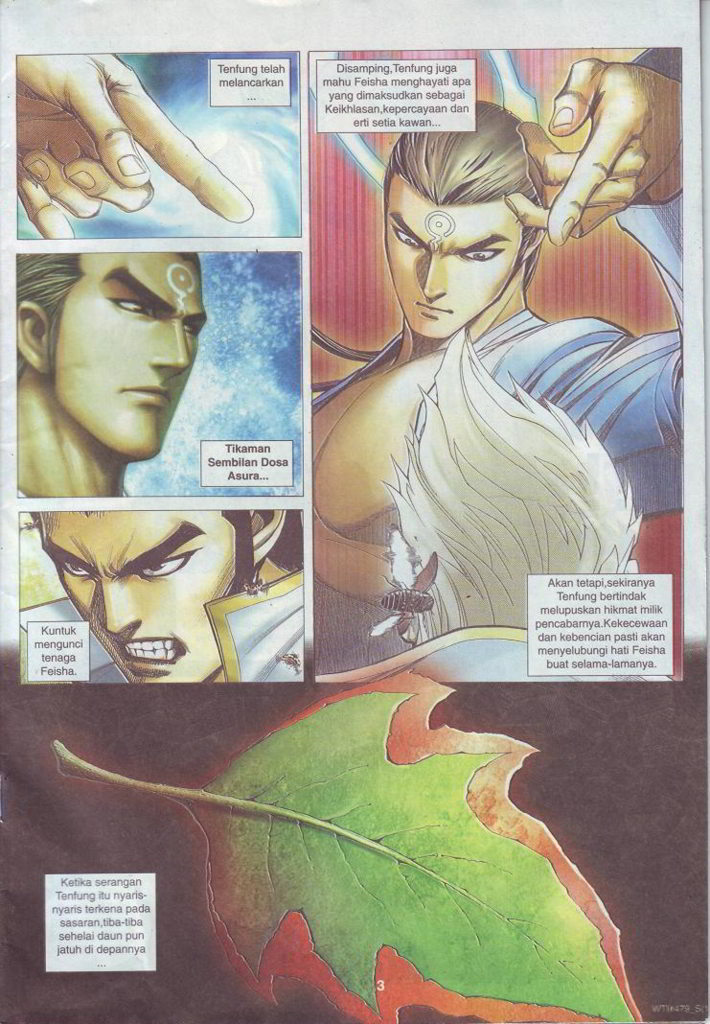 Tenfung telah
melancarkan
...
Disamping,Tenfung juga
mahu Feisha menghayati apa
yang dimaksudkan sebagai
Keikhlasan,kepercayaan dan
erti setia kawan...
Tikaman
Sembilan Dosa
Asura...
Kuntuk
mengunci
tenaga
Feisha.
Akan tetapi,sekiranya
Tenfung bertindak
melupuskan hikmat milik
pencabarnya.Kekecewaan
dan kebencian pasti akan
menyelubungi hati Feisha
buat selama-lamanya.
Ketika serangan
Tenfung itu nyaris-
nyaris terkena pada
sasaran,tiba-tiba
sehelai daun pun
jatuh di depannya
...
3